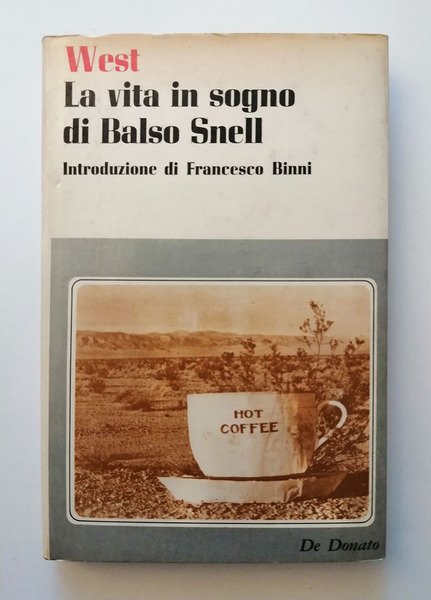 West
La vita in sogno
di Balso Snell
Introduzione di Francesco Binni
HOT
COFFEE
De Donato